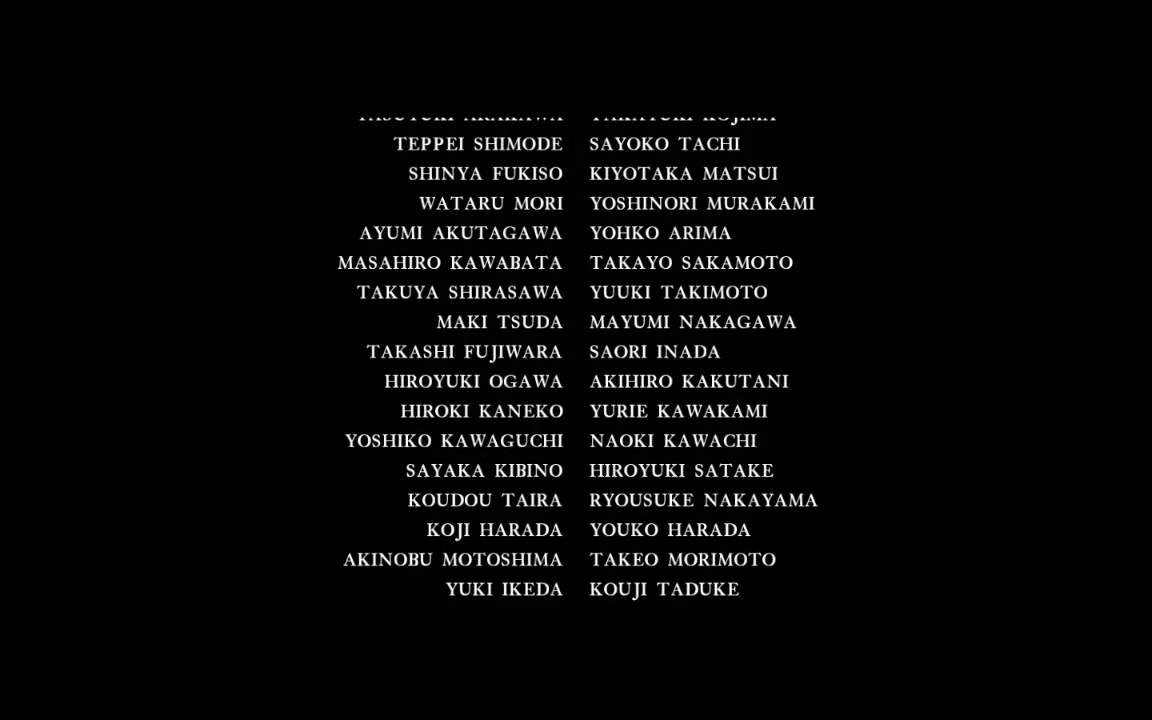 TEPPEI SHIMODE SAYOKO TACHI
SHINYA FUKISO KIYOTAKA MATSUI
WATARU MORI YOSHINORI MURAKAMI
AYUMI AKUTAGAWA YOHKO ARIMA
MASAHIRO KAWABATA TAKAYO SAKAMOTO
TAKUYA SHIRASAWA YUUKI TAKIMOTO
MAKI TSUDA MAYUMI NAKAGAWA
TAKASHI FUJIWARA SAORI INADA
HIROYUKI OGAWA AKIHIRO KAKUTANI
HIROKI KANEKO YURIE KAWAKAMI
YOSHIKO KAWAGUCHI NAOKI KAWACHI
SAYAKA KIBINO HIROYUKI SATAKE
KOUDOU TAIRA RYOUSUKE NAKAYAMA
KOJI HARADA YOUKO HARADA
AKINOBU MOTOSHIMA TAKEO MORIMOTO
YUKI IKEDA KOUJI TADUKE